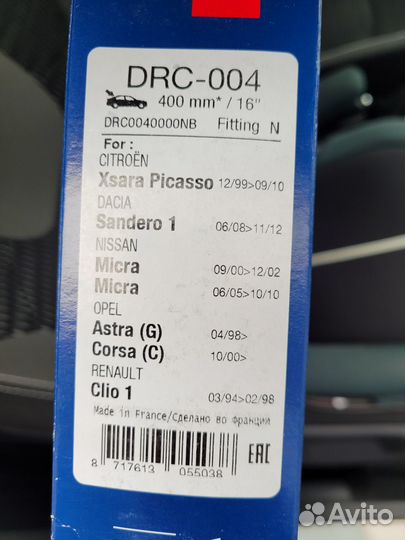 DRC-004
400 mm* / 16"
DRC0040000NB Fitting N
For :
CITROËN
Xsara Picasso 12/99>09/10
DACIA
Sandero 1 06/08>11/12
NISSAN
Micra 09/00>12/02
Micra 06/05>10/10
OPEL
Astra (G) 04/98>
Corsa (C) 10/00>
RENAULT
Clio 1 03/94>02/98
Made in France/Сделано во Франции
8 717613 055038
EAC
Avito